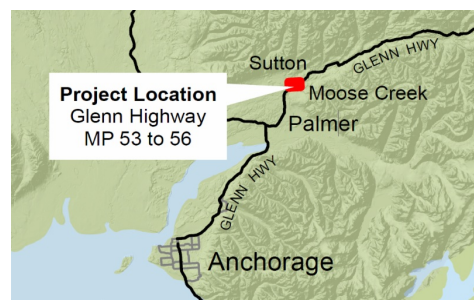 Sutton
GLENN HWY
Project Location
Glenn Highway
MP 53 to 56
Moose Creek
Palmer
GLENN HWY
Anchorage